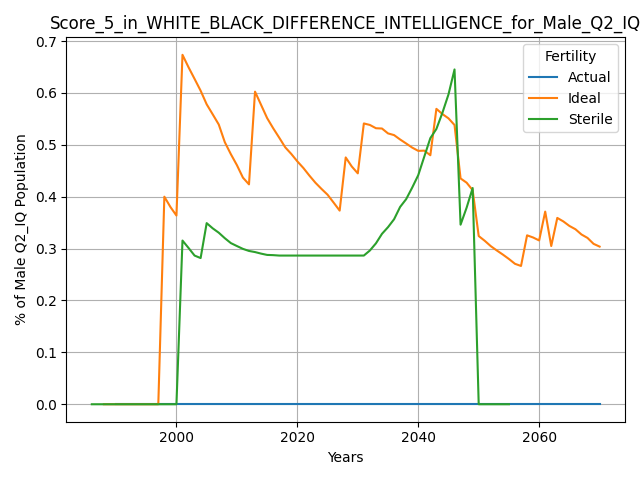 Score_5_in_WHITE_BLACK_DIFFERENCE_INTELLIGENCE_for_Male_Q2_IQ
Fertility
Actual
Ideal
Sterile
% of Male Q2_IQ Population
0.7
0.6
0.5
0.4
0.3
0.2
0.1
0.0
2000
2020
2040
2060
Years